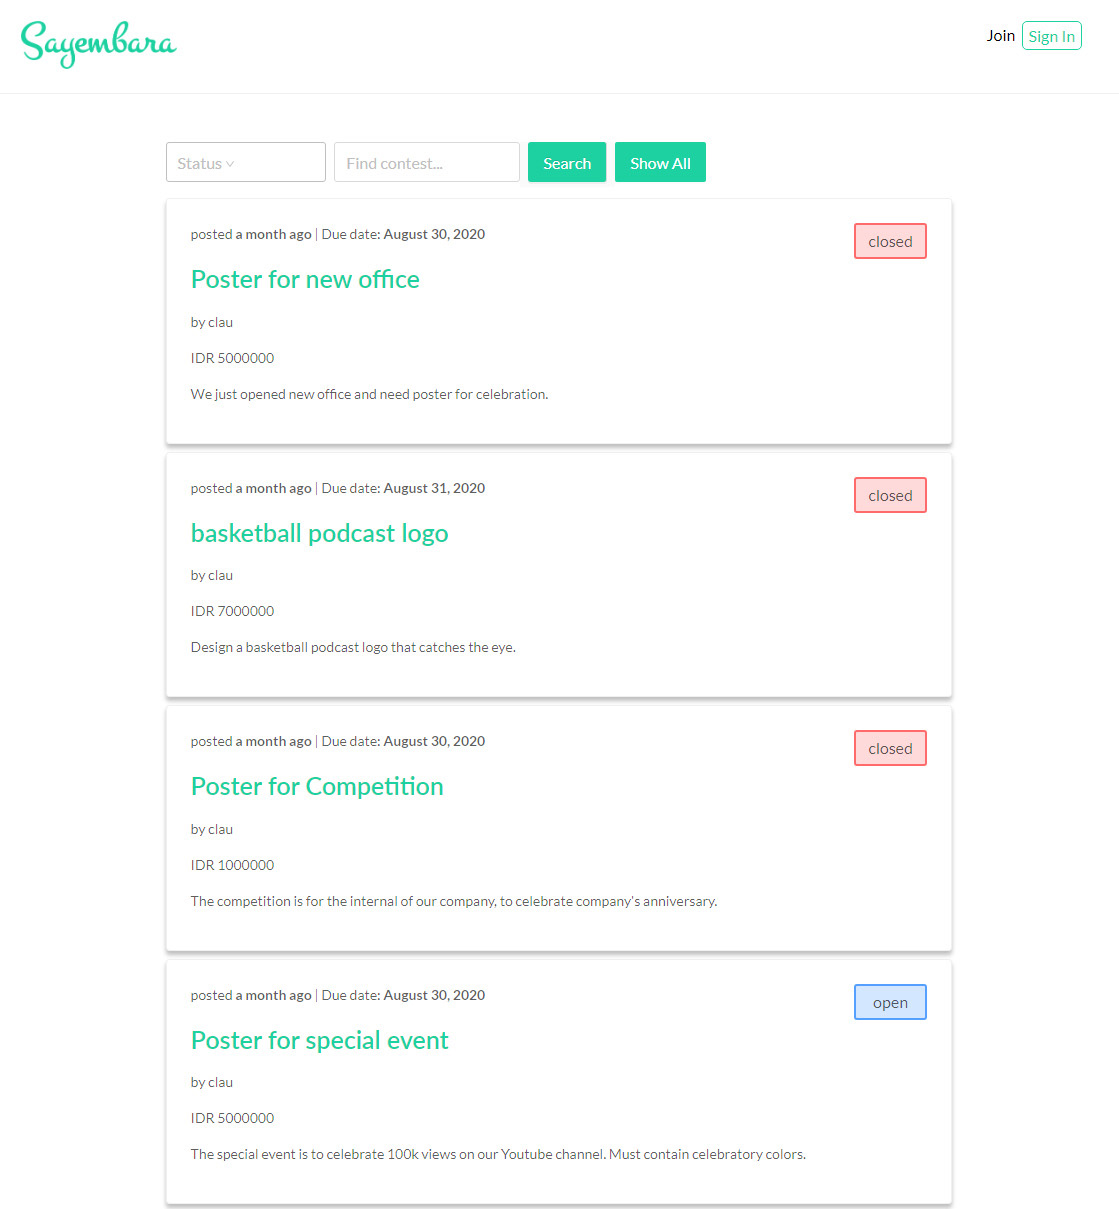 Sayembara
Join Sign In
Status Find contest... Search Show All
posted a month ago | Due date: August 30, 2020
closed
Poster for new office
by clau
IDR 5000000
We just opened new office and need poster for celebration.
posted a month ago | Due date: August 31, 2020
closed
basketball podcast logo
by clau
IDR 7000000
Design a basketball podcast logo that catches the eye.
posted a month ago | Due date: August 30, 2020
closed
Poster for Competition
by clau
IDR 1000000
The competition is for the internal of our company, to celebrate company's anniversary.
posted a month ago | Due date: August 30, 2020
open
Poster for special event
by clau
IDR 5000000
The special event is to celebrate 100k views on our Youtube channel. Must contain celebratory colors.